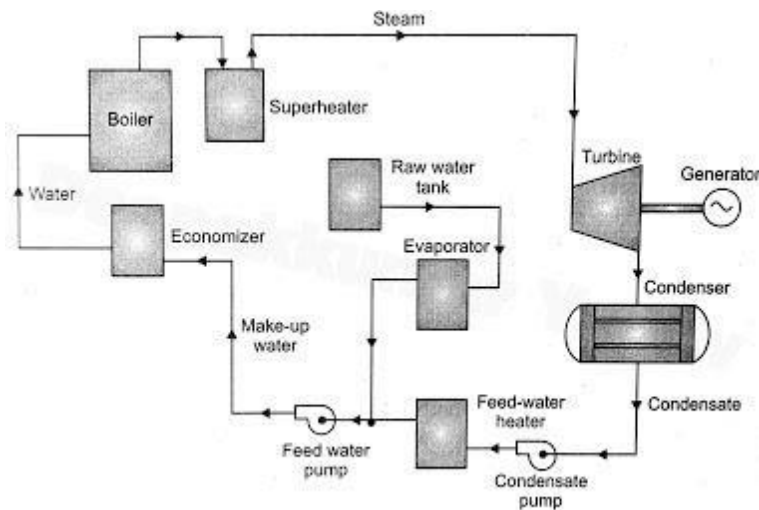 Steam
Boiler
Superheater
Raw water
tank
Turbine
Generator
Water
Economizer
Evaporator
Condenser
Make-up
water
Feed-water
heater
Condensate
Feed water
pump
Condensate
pump